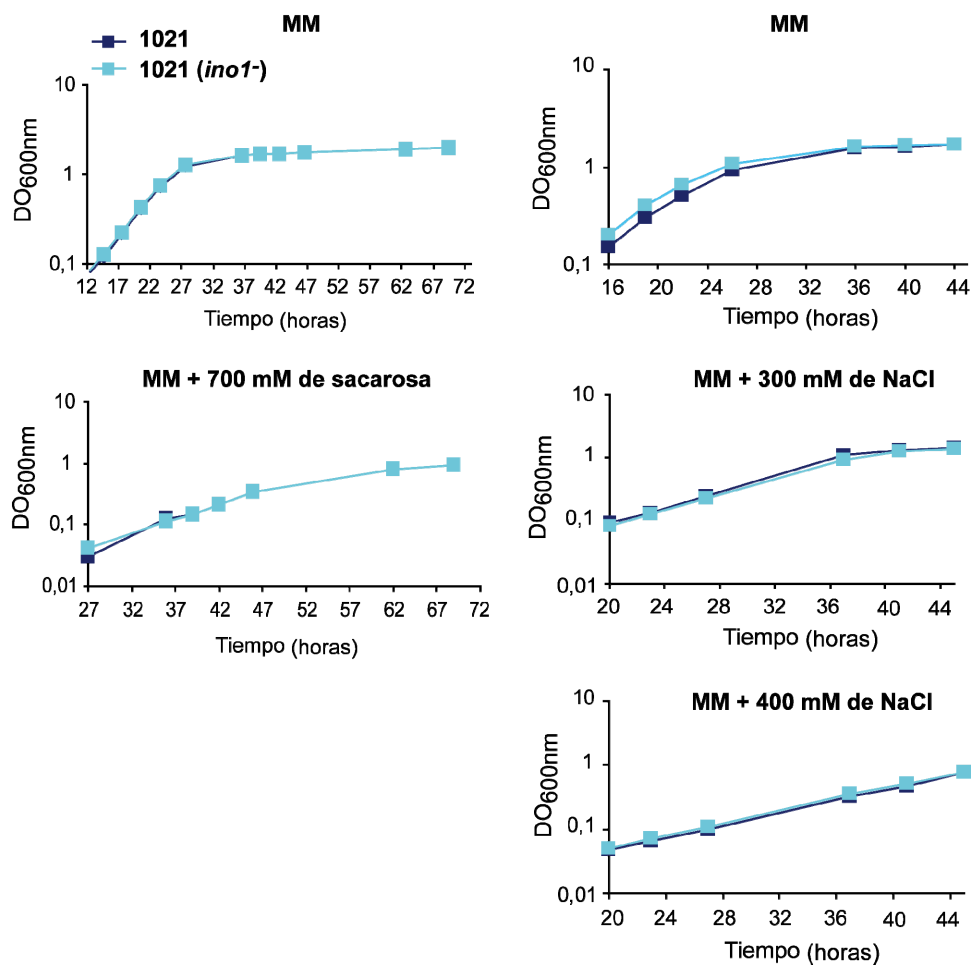 MM
1021
1021 (ino1-)
10
1
0,1
DO600nm
12 17 22 27 32 37 42 52 57 62 67 72
Tiempo (horas)
MM
10
1
0,1
DO600nm
16 20 24 28 32 36 40 44
Tiempo (horas)
MM + 700 mM de sacarosa
10
1
0,1
0,01
DO600nm
27 32 37 42 47 52 57 62 67 72
Tiempo (horas)
MM + 300 mM de NaCl
10
1
0,1
0,01
DO600nm
20 24 28 32 36 40 44
Tiempo (horas)
MM + 400 mM de NaCl
10
1
0,1
0,01
DO600nm
20 24 28 32 36 40 44
Tiempo (horas)